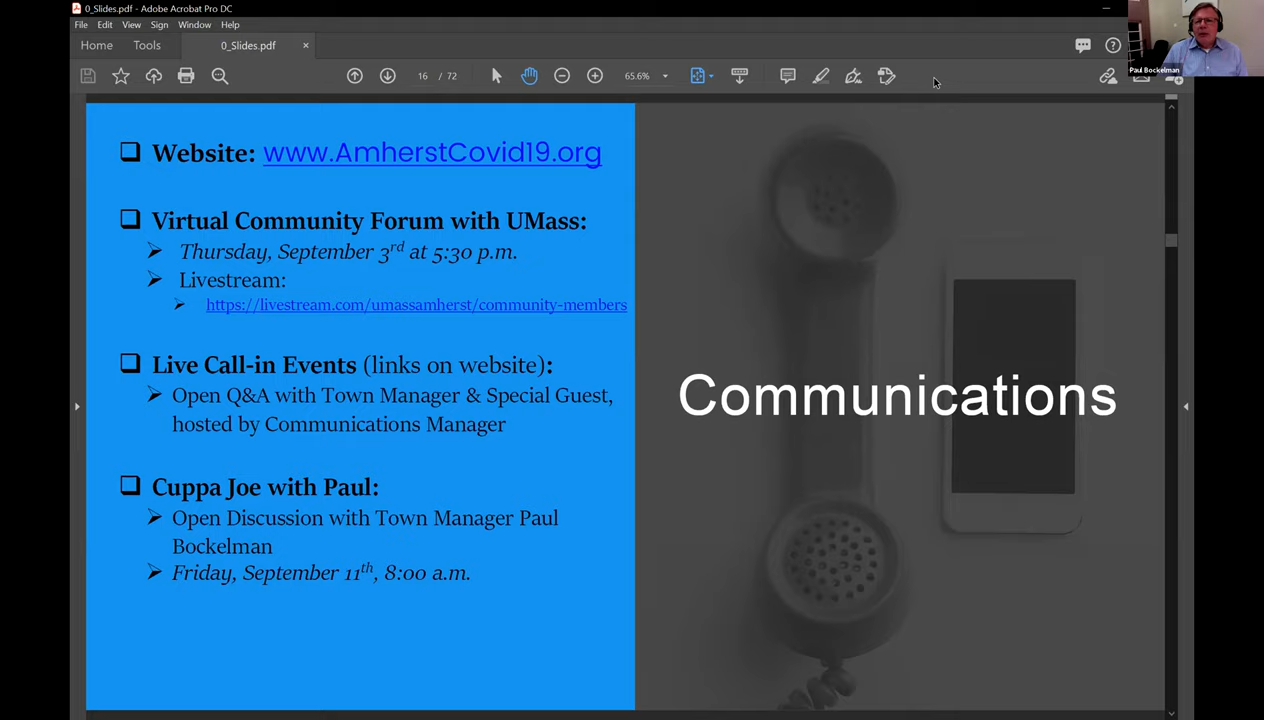 0_Slides.pdf - Adobe Acrobat Pro DC
File Edit View Sign Window Help
Home Tools 0_Slides.pdf ×
16 / 72 65.6%
Paul Bockelman
Website: www.AmherstCovid19.org
Virtual Community Forum with UMass:
Thursday, September 3rd at 5:30 p.m.
Livestream:
https://livestream.com/umassamherst/community-members
Live Call-in Events (links on website):
Open Q&A with Town Manager & Special Guest,
hosted by Communications Manager
Cuppa Joe with Paul:
Open Discussion with Town Manager Paul
Bockelman
Friday, September 11th, 8:00 a.m.
Communications